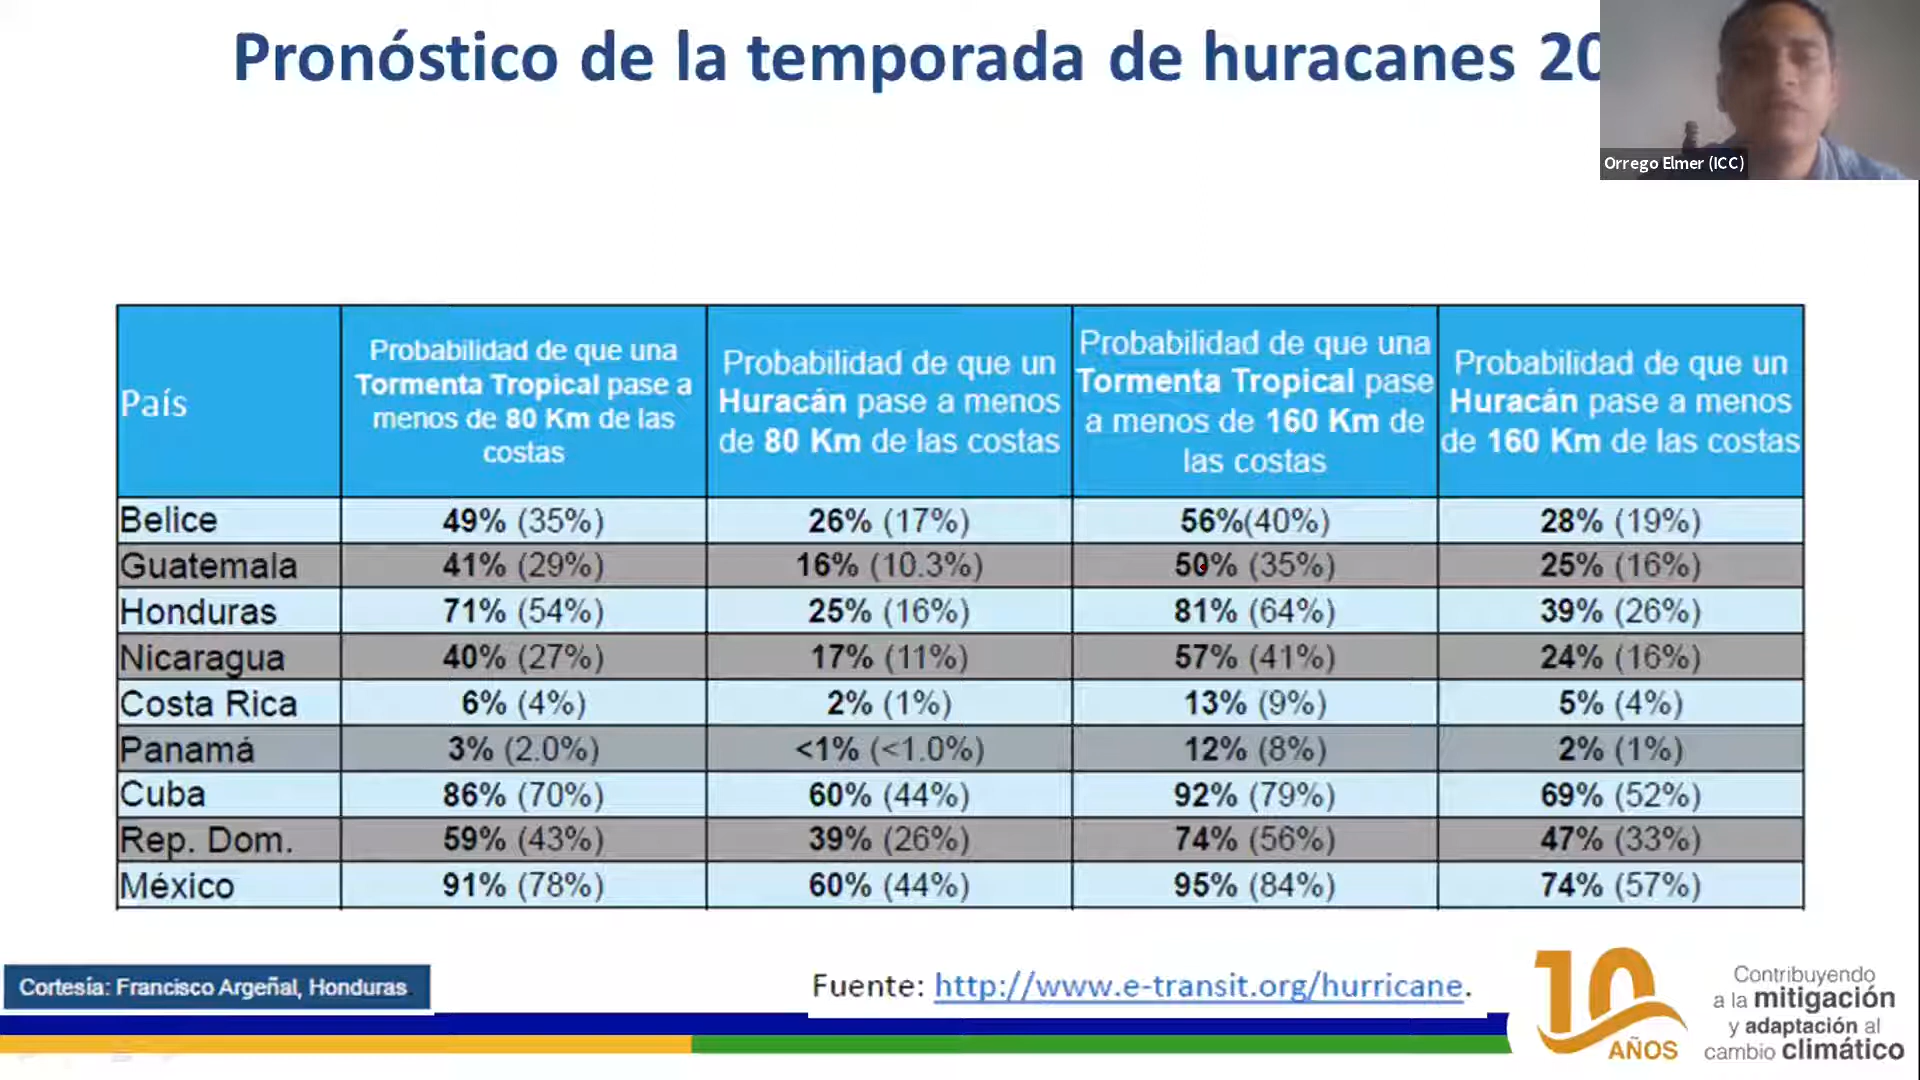 Pronóstico de la temporada de huracanes 20
Orrego Elmer (ICC)
País
Probabilidad de que una
Tormenta Tropical pase a
menos de 80 Km de las
costas
Probabilidad de que un
Huracán pase a menos
de 80 Km de las costas
Probabilidad de que una
Tormenta Tropical pase
a menos de 160 Km de
las costas
Probabilidad de que un
Huracán pase a menos
de 160 Km de las costas
Belice 49% (35%) 26% (17%) 56%(40%) 28% (19%)
Guatemala 41% (29%) 16% (10.3%) 50% (35%) 25% (16%)
Honduras 71% (54%) 25% (16%) 81% (64%) 39% (26%)
Nicaragua 40% (27%) 17% (11%) 57% (41%) 24% (16%)
Costa Rica 6% (4%) 2% (1%) 13% (9%) 5% (4%)
Panamá 3% (2.0%) <1% (<1.0%) 12% (8%) 2% (1%)
Cuba 86% (70%) 60% (44%) 92% (79%) 69% (52%)
Rep. Dom. 59% (43%) 39% (26%) 74% (56%) 47% (33%)
México 91% (78%) 60% (44%) 95% (84%) 74% (57%)
Cortesía: Francisco Argeñal, Honduras.
Fuente: http://www.e-transit.org/hurricane.
10
AÑOS
Contribuyendo
a la mitigación
y adaptación al
cambio climático